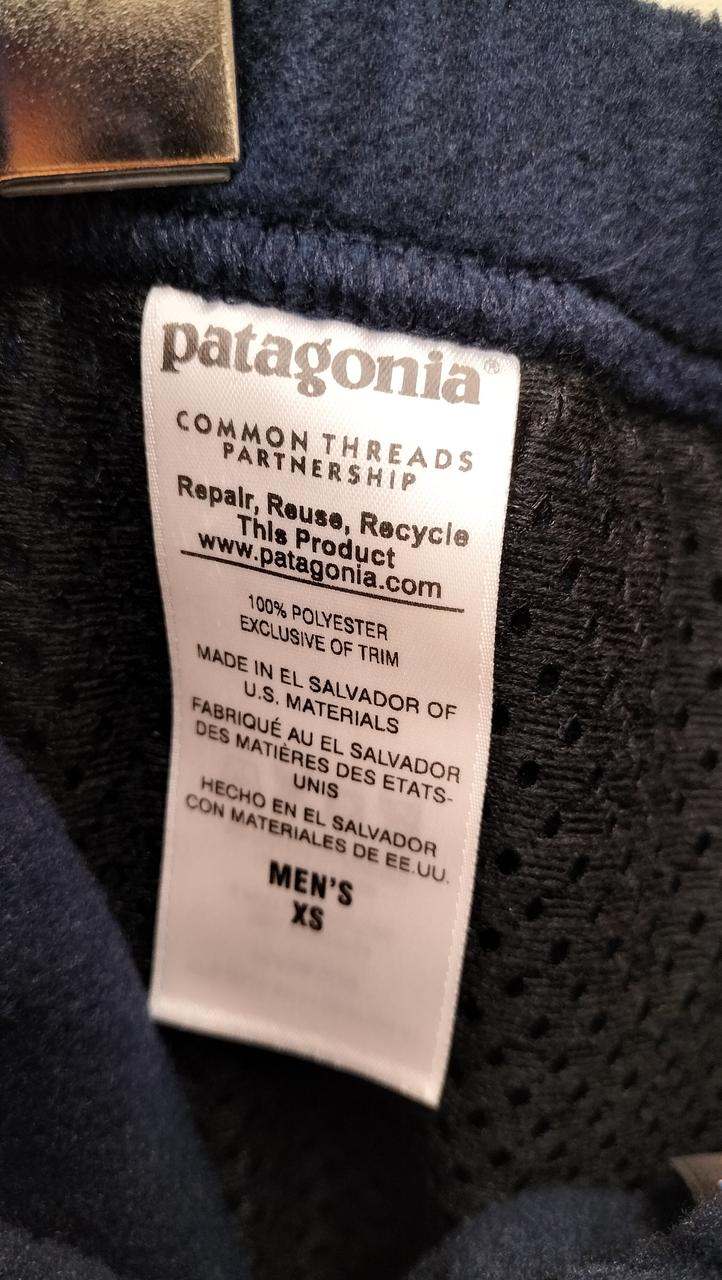 patagonia®
COMMON THREADS
PARTNERSHIP
Repair, Reuse, Recycle
This Product
www.patagonia.com
100% POLYESTER
EXCLUSIVE OF TRIM
MADE IN EL SALVADOR OF
U.S. MATERIALS
FABRIQUÉ AU EL SALVADOR
DES MATIÈRES DES ETATS-
UNIS
HECHO EN EL SALVADOR
CON MATERIALES DE EE.UU.
MEN'S
XS